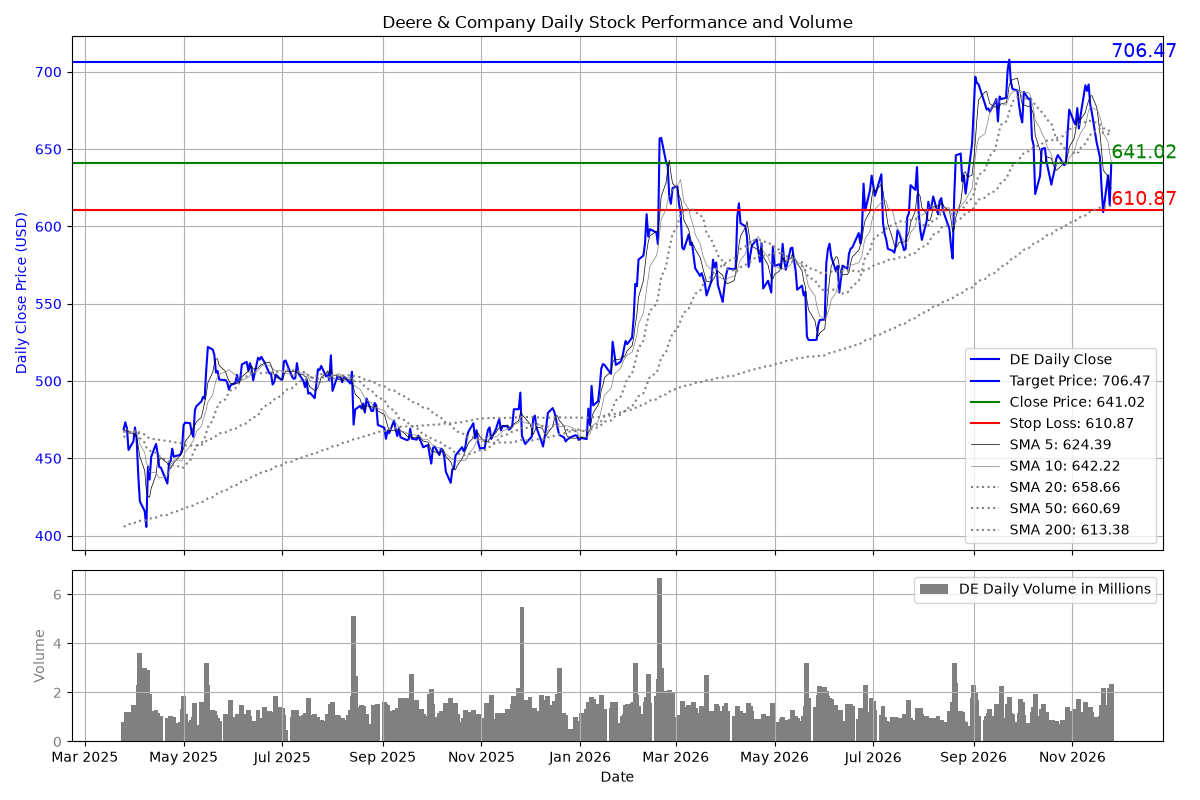 Deere & Company Daily Stock Performance and Volume
706.47
641.02
610.87
Daily Close Price (USD)
700
650
600
550
500
450
400
DE Daily Close
Target Price: 706.47
Close Price: 641.02
Stop Loss: 610.87
SMA 5: 624.39
SMA 10: 642.22
SMA 20: 658.66
SMA 50: 660.69
SMA 200: 613.38
DE Daily Volume in Millions
Volume
6
4
2
0
Mar 2025 May 2025 Jul 2025 Sep 2025 Nov 2025 Jan 2026 Mar 2026 May 2026 Jul 2026 Sep 2026 Nov 2026
Date